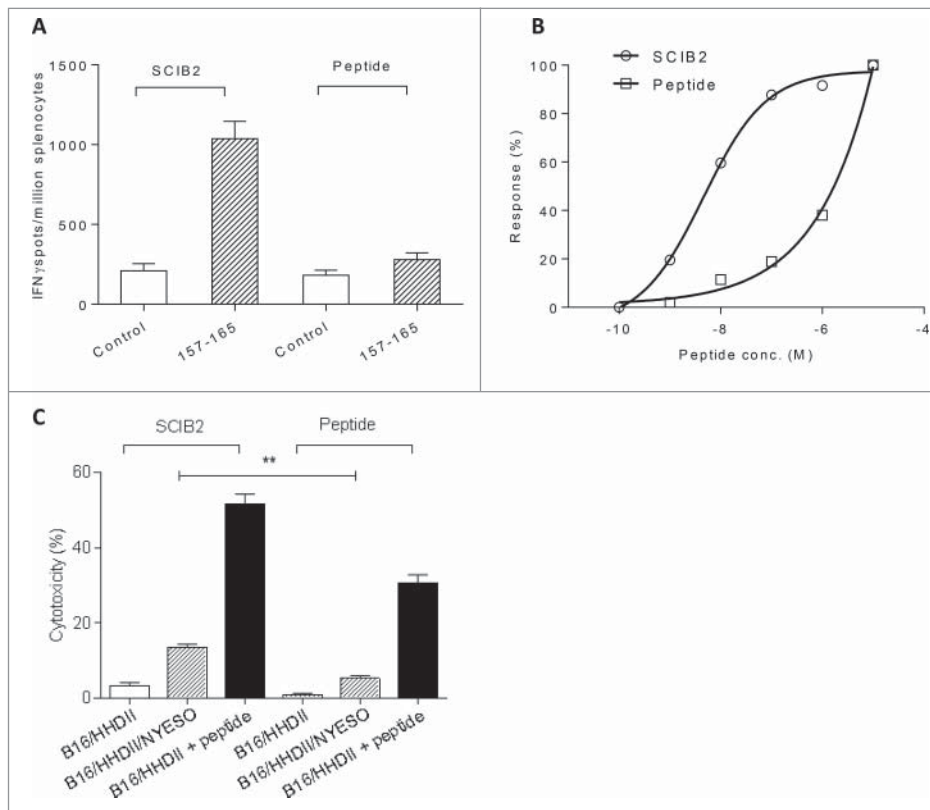 A
IFNγspots/million splenocytes
1500
1000
500
0
SCIB2
Peptide
Control
157-165
Control
157-165
B
SCIB2
Peptide
Response (%)
100
80
60
40
20
0
-10
-8
-6
-4
Peptide conc. (M)
C
SCIB2
Peptide
**
Cytotoxicity (%)
60
40
20
0
B16/HHDII
B16/HHDII/NYESO
B16/HHDII + peptide
B16/HHDII
B16/HHDII/NYESO
B16/HHDII + peptide